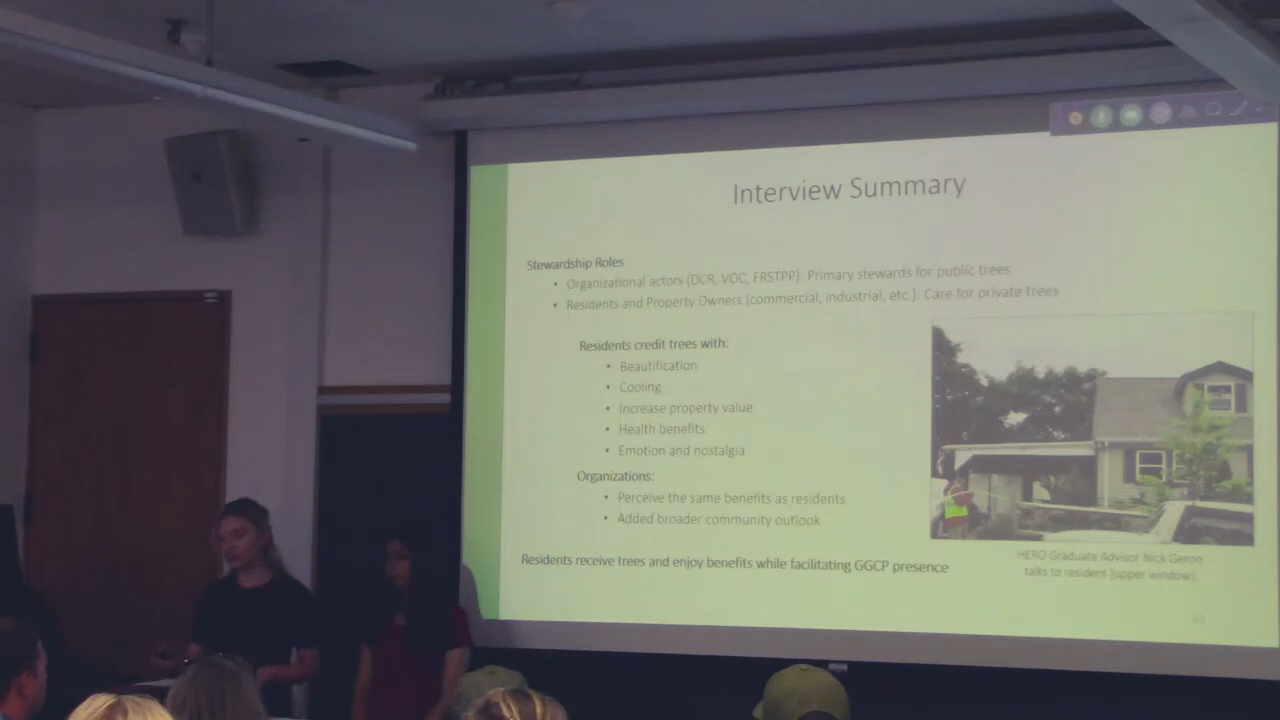 Interview Summary
Stewardship Roles
• Organizational actors (DCR, VOC, FRSTPP): Primary stewards for public trees
• Residents and Property Owners (commercial, industrial, etc.): Care for private trees
Residents credit trees with:
• Beautification
• Cooling
• Increase property value
• Health benefits
• Emotion and nostalgia
Organizations:
• Perceive the same benefits as residents
• Added broader community outlook
Residents receive trees and enjoy benefits while facilitating GGCP presence
HERO Graduate Advisor Nick Geron
talks to resident (upper window)